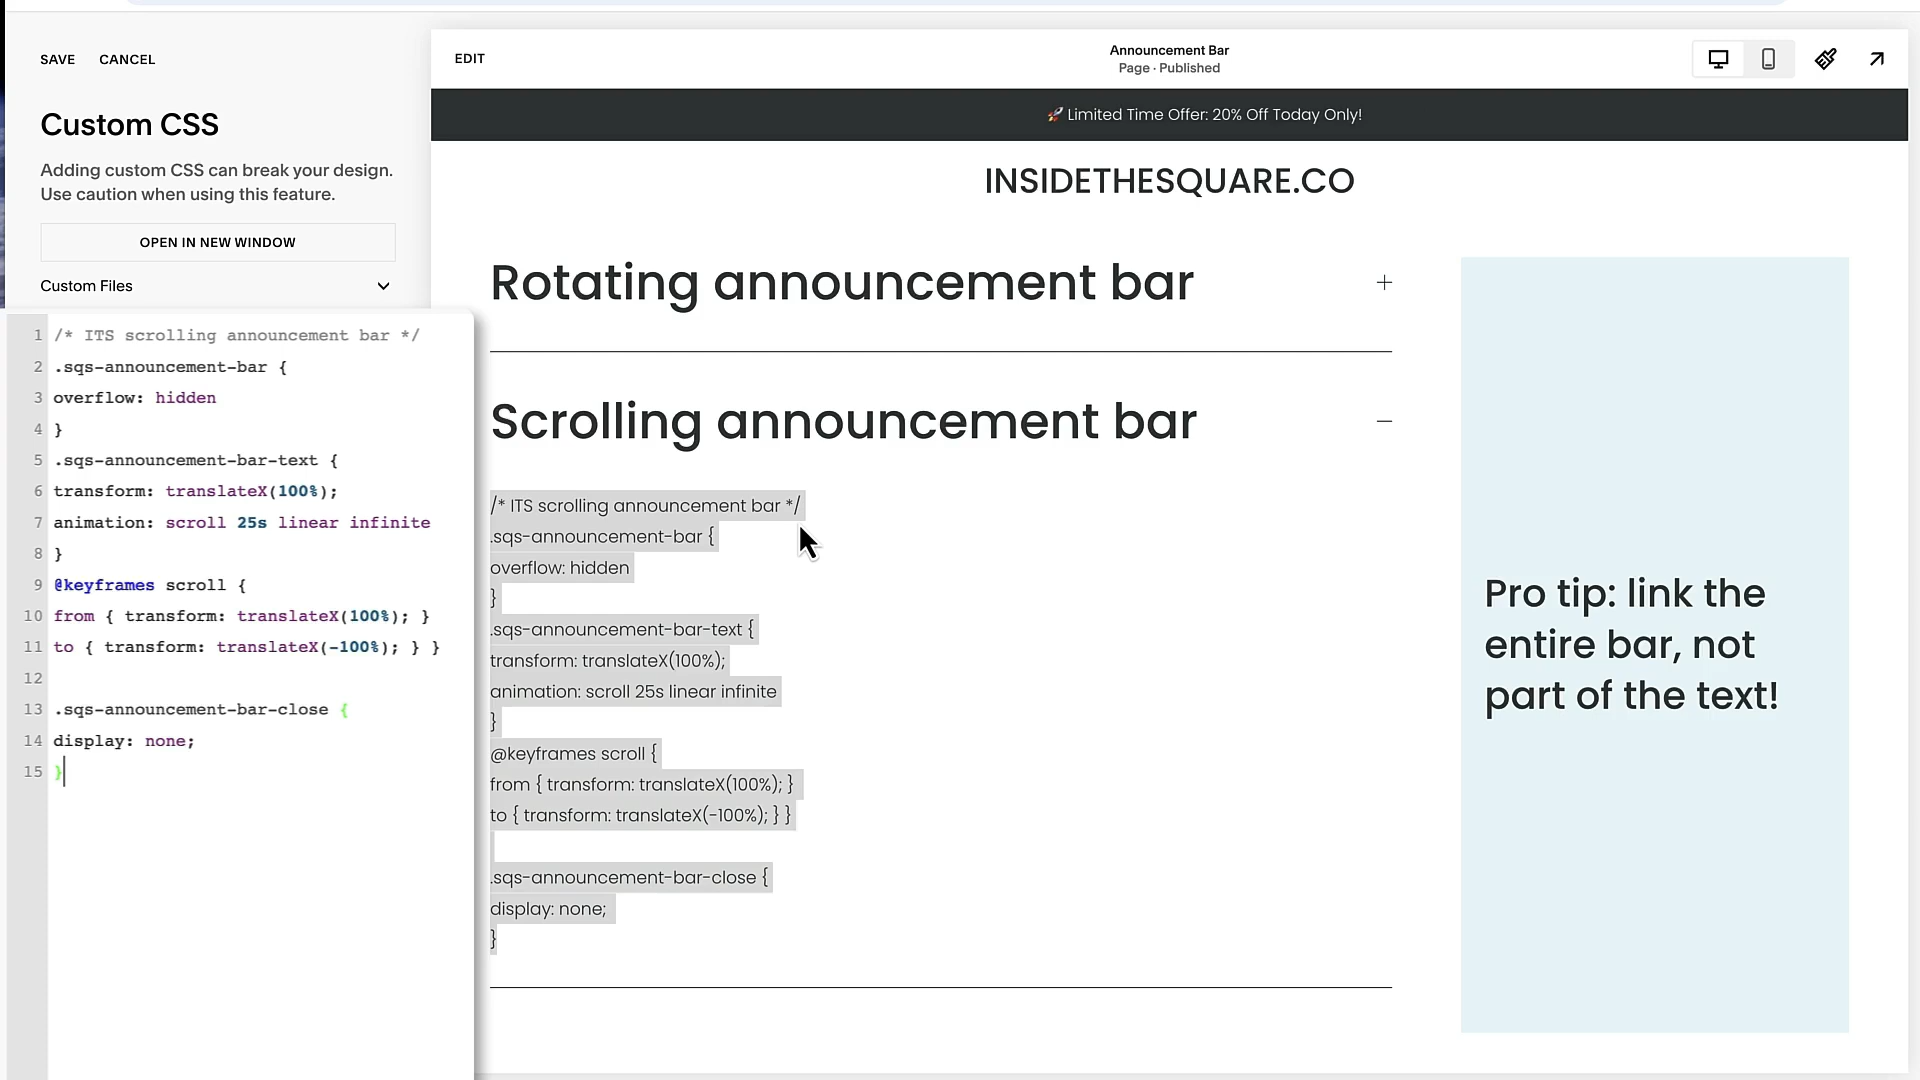 SAVE CANCEL
Custom CSS
Adding custom CSS can break your design.
Use caution when using this feature.
OPEN IN NEW WINDOW
Custom Files
1 /* ITS scrolling announcement bar */
2 .sqs-announcement-bar {
3 overflow: hidden
4 }
5 .sqs-announcement-bar-text {
6 transform: translateX(100%);
7 animation: scroll 25s linear infinite
8 }
9 @keyframes scroll {
10 from { transform: translateX(100%); }
11 to { transform: translateX(-100%); } }
12
13 .sqs-announcement-bar-close {
14 display: none;
15 }
EDIT
Announcement Bar
Page · Published
🚀 Limited Time Offer: 20% Off Today Only!
INSIDETHESQUARE.CO
Rotating announcement bar
Scrolling announcement bar
/* ITS scrolling announcement bar */
.sqs-announcement-bar {
overflow: hidden
}
.sqs-announcement-bar-text {
transform: translateX(100%);
animation: scroll 25s linear infinite
}
@keyframes scroll {
from { transform: translateX(100%); }
to { transform: translateX(-100%); } }
.sqs-announcement-bar-close {
display: none;
}
Pro tip: link the
entire bar, not
part of the text!